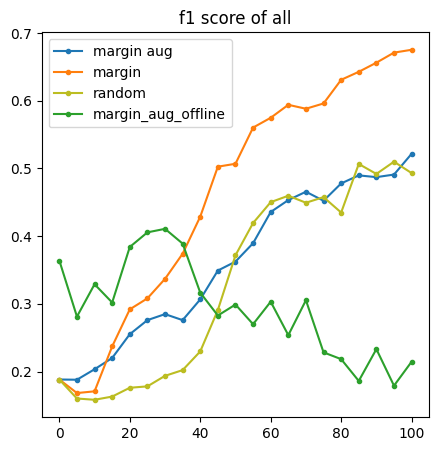 f1 score of all
0.7
0.6
0.5
0.4
0.3
0.2
margin aug
margin
random
margin_aug_offline
0 20 40 60 80 100